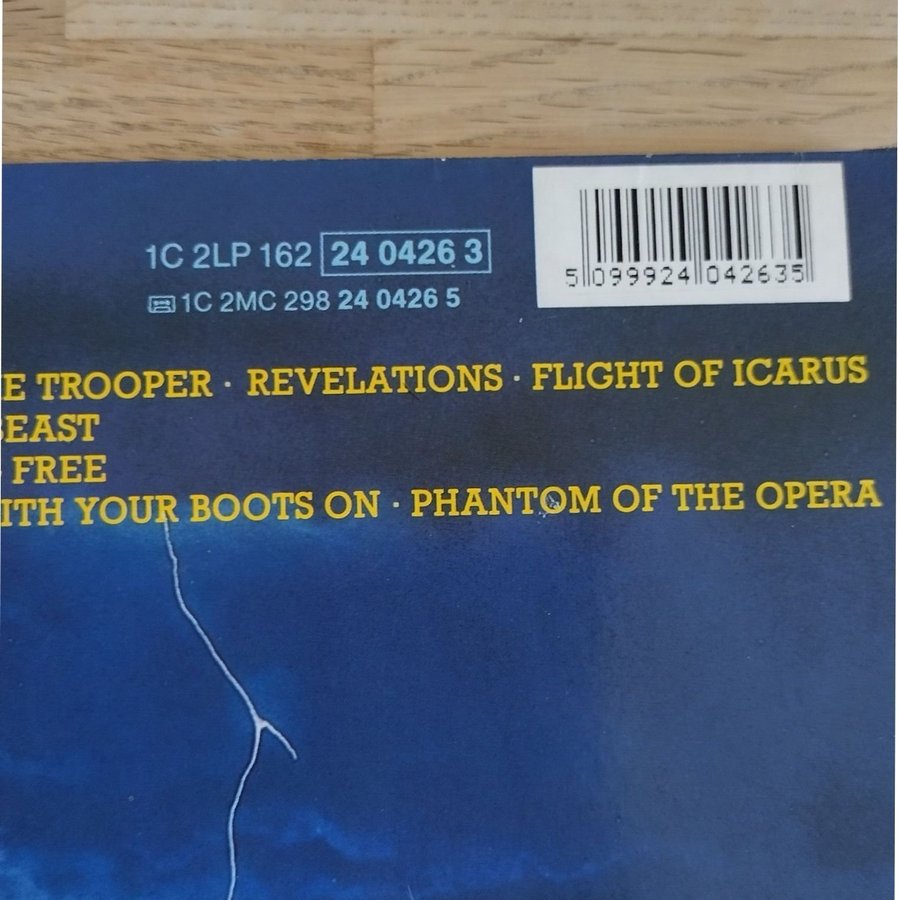 1C 2LP 162 24 0426 3
5 099924 042635
1C 2MC 298 24 0426 5
E TROOPER · REVELATIONS · FLIGHT OF ICARUS
BEAST
FREE
ITH YOUR BOOTS ON · PHANTOM OF THE OPERA